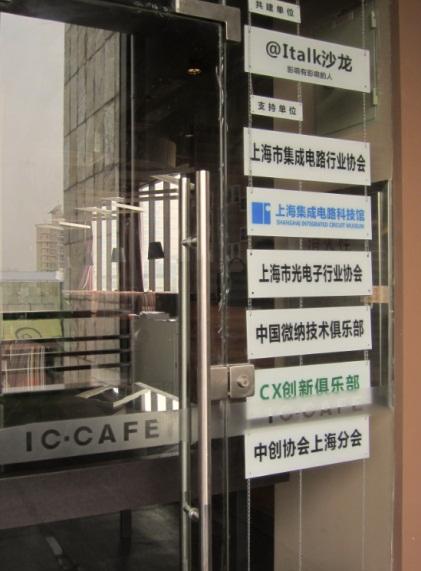 共建单位
@Italk沙龙
影响有影响的人
支持单位
上海市集成电路行业协会
上海集成电路科技馆
SHANGHAI INTEGRATED CIRCUIT MUSEUM
上海市光电子行业协会
中国微纳技术俱乐部
CX创新俱乐部
IC·CAFE
IC·CAFE
中创协会上海分会